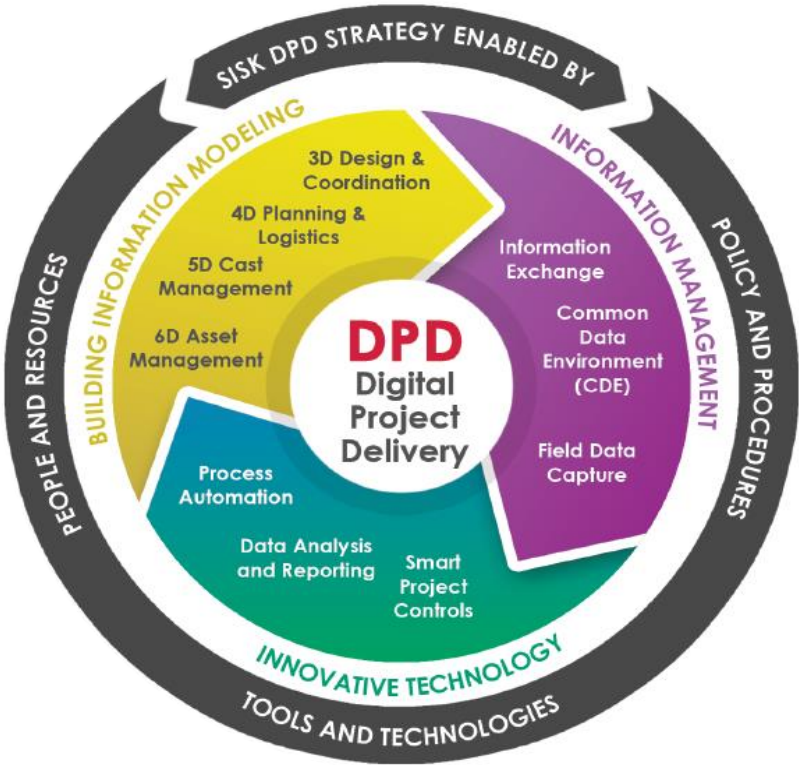 SISK DPD STRATEGY ENABLED BY
POLICY AND PROCEDURES
TOOLS AND TECHNOLOGIES
PEOPLE AND RESOURCES
BUILDING INFORMATION MODELING
3D Design &
Coordination
4D Planning &
Logistics
5D Cast
Management
6D Asset
Management
INFORMATION MANAGEMENT
Information
Exchange
Common
Data
Environment
(CDE)
Field Data
Capture
INNOVATIVE TECHNOLOGY
Process
Automation
Data Analysis
and Reporting
Smart
Project
Controls
DPD
Digital
Project
Delivery